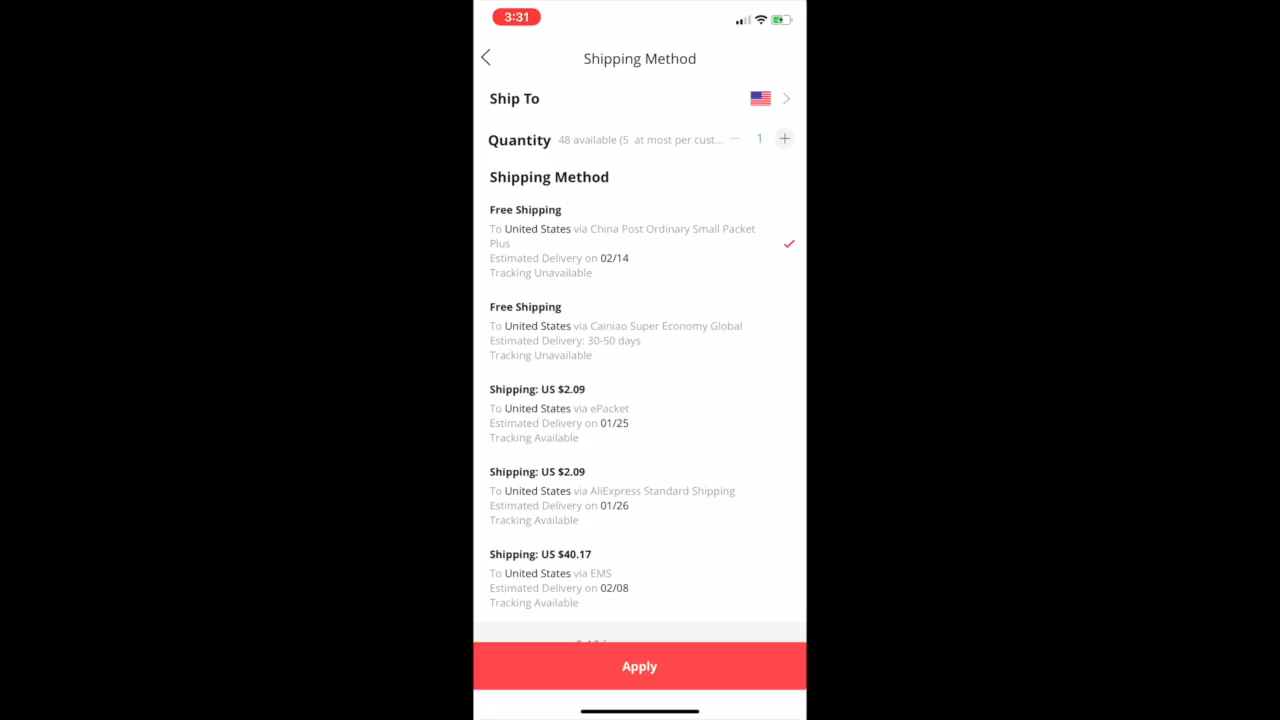 3:31
Shipping Method
Ship To
Quantity 48 available (5 at most per cust... 1
Shipping Method
Free Shipping
To United States via China Post Ordinary Small Packet
Plus
Estimated Delivery on 02/14
Tracking Unavailable
Free Shipping
To United States via Cainiao Super Economy Global
Estimated Delivery: 30-50 days
Tracking Unavailable
Shipping: US $2.09
To United States via ePacket
Estimated Delivery on 01/25
Tracking Available
Shipping: US $2.09
To United States via AliExpress Standard Shipping
Estimated Delivery on 01/26
Tracking Available
Shipping: US $40.17
To United States via EMS
Estimated Delivery on 02/08
Tracking Available
Apply